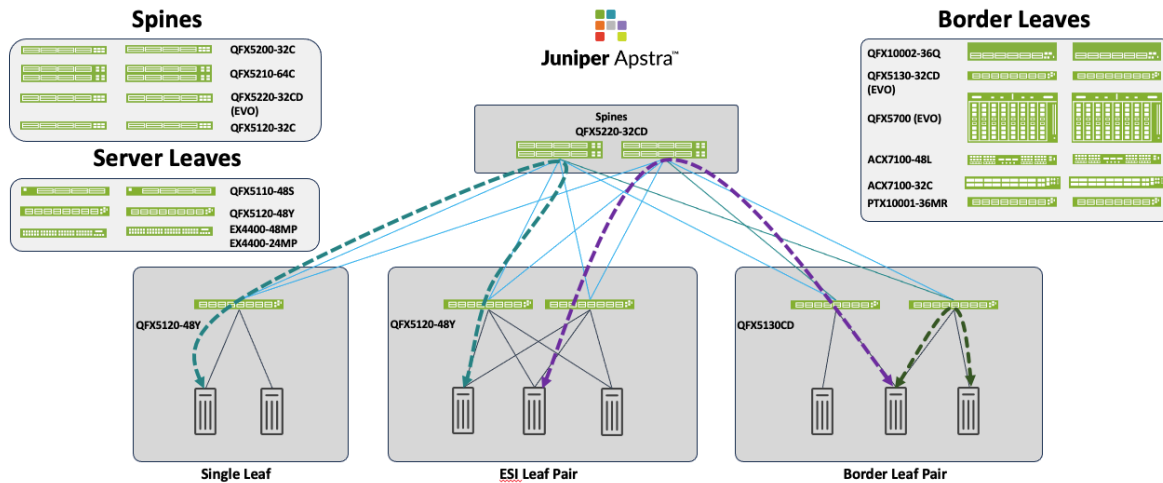 Spines
QFX5200-32C
QFX5210-64C
QFX5220-32CD
(EVO)
QFX5120-32C
Server Leaves
QFX5110-48S
QFX5120-48Y
EX4400-48MP
EX4400-24MP
Juniper Apstra™
Border Leaves
QFX10002-36Q
QFX5130-32CD
(EVO)
QFX5700 (EVO)
ACX7100-48L
ACX7100-32C
PTX10001-36MR
Spines
QFX5220-32CD
QFX5120-48Y
QFX5120-48Y
QFX5130CD
Single Leaf
ESI Leaf Pair
Border Leaf Pair